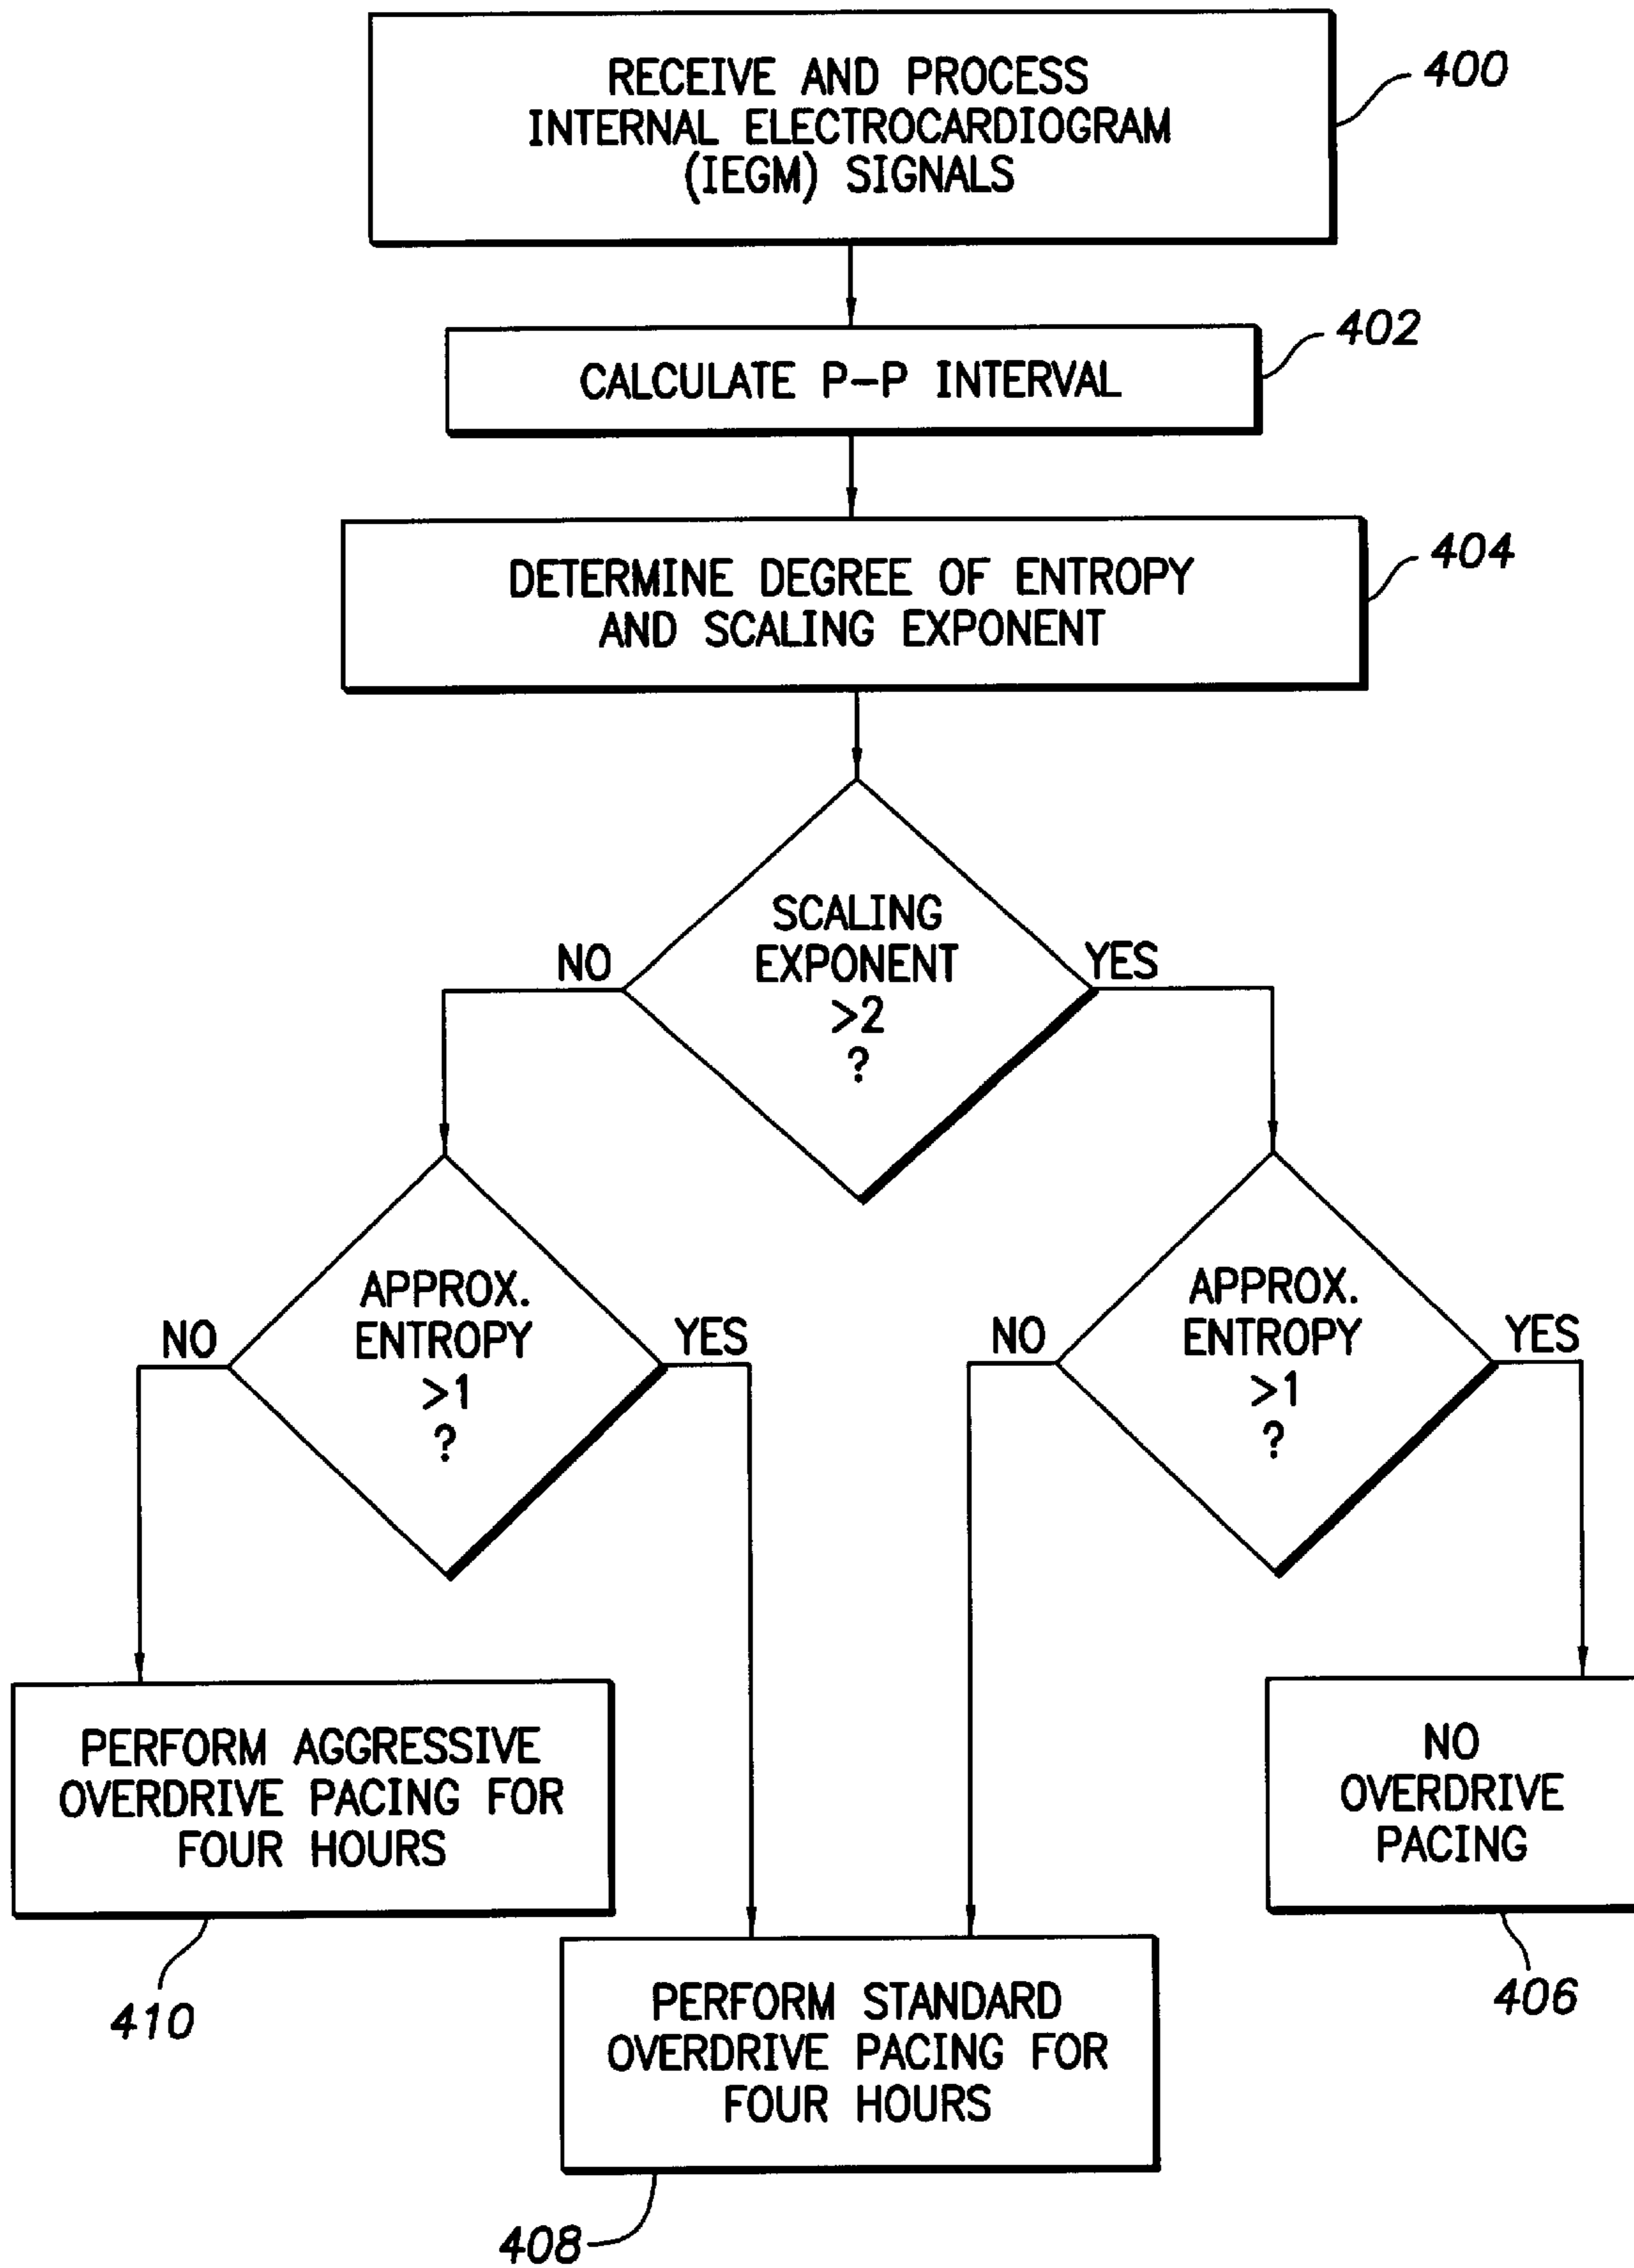 RECEIVE AND PROCESS
INTERNAL ELECTROCARDIOGRAM
(IEGM) SIGNALS
400
CALCULATE P-P INTERVAL
402
DETERMINE DEGREE OF ENTROPY
AND SCALING EXPONENT
404
SCALING
EXPONENT
>2
?
NO
YES
APPROX.
ENTROPY
>1
?
NO
YES
APPROX.
ENTROPY
>1
?
NO
YES
PERFORM AGGRESSIVE
OVERDRIVE PACING FOR
FOUR HOURS
410
NO
OVERDRIVE
PACING
406
PERFORM STANDARD
OVERDRIVE PACING FOR
FOUR HOURS
408